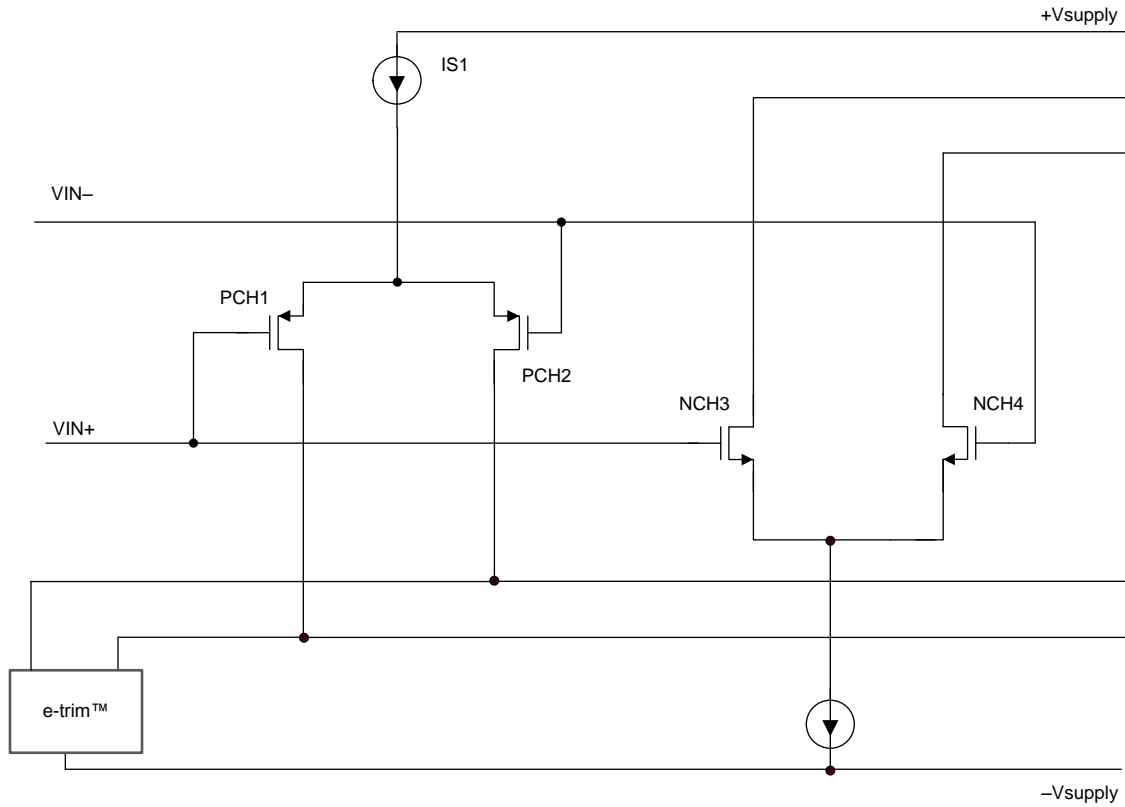 +Vsupply
IS1
VIN–
PCH1
PCH2
NCH3
NCH4
VIN+
e-trim™
–Vsupply